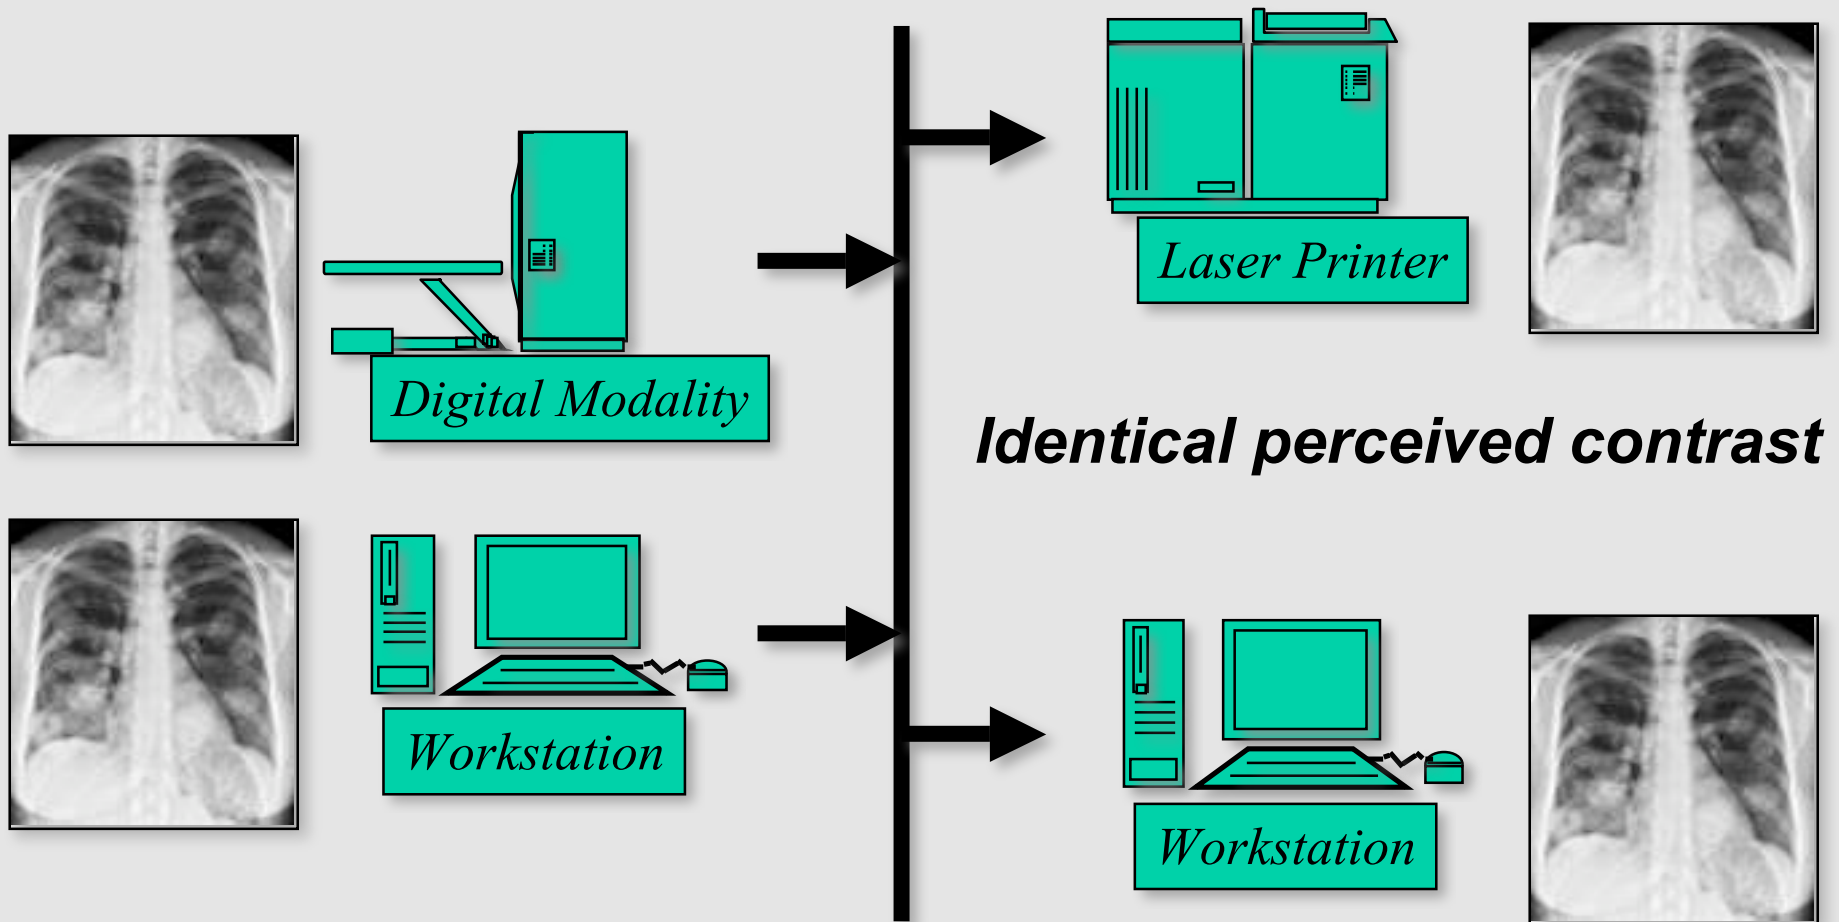 Laser Printer
Digital Modality
Identical perceived contrast
Workstation
Workstation